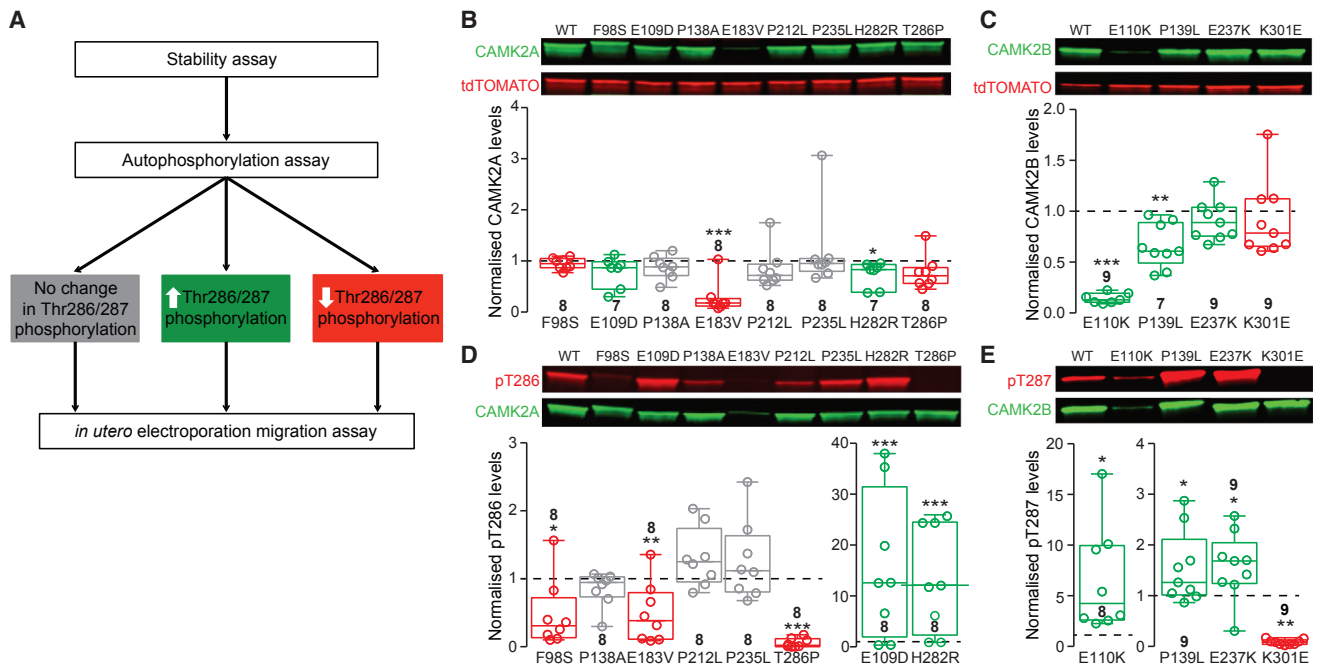 A
Stability assay
Autophosphorylation assay
No change
in Thr286/287
phosphorylation
Thr286/287
phosphorylation
Thr286/287
phosphorylation
in utero electroporation migration assay
B
WT F98S E109D P138A E183V P212L P235L H282R T286P
CAMK2A
tdTOMATO
Normalised CAMK2A levels
4
3
2
1
0
***
8
*
8 7 8 8 8 7 8
F98S E109D P138A E183V P212L P235L H282R T286P
C
WT E110K P139L E237K K301E
CAMK2B
tdTOMATO
Normalised CAMK2B levels
2.0
1.5
1.0
0.5
0.0
***
9
**
7 9 9
E110K P139L E237K K301E
D
WT F98S E109D P138A E183V P212L P235L H282R T286P
pT286
CAMK2A
Normalised pT286 levels
3
2
1
0
8
*
8
**
8
***
8 8 8
F98S P138A E183V P212L P235L T286P
40
30
20
10
0
***
***
8 8
E109D H282R
E
WT E110K P139L E237K K301E
pT287
CAMK2B
Normalised pT287 levels
20
15
10
5
0
*
8
E110K
4
3
2
1
0
*
9
*
9
**
9
P139L E237K K301E